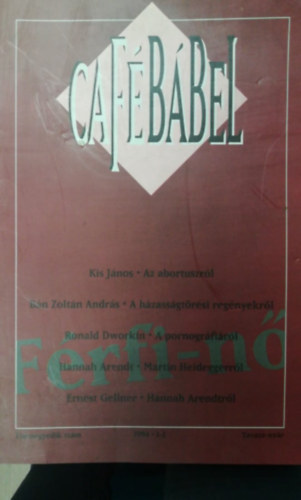 CAFÉBÁBEL
Kis János • Az abortuszról
Bán Zoltán András • A házasságtörési regényekről
Ronald Dworkin • A pornográfiáról
Férfi-nő
Hannah Arendt • Martin Heideggerről
Ernest Gellner • Hannah Arendtről
szám